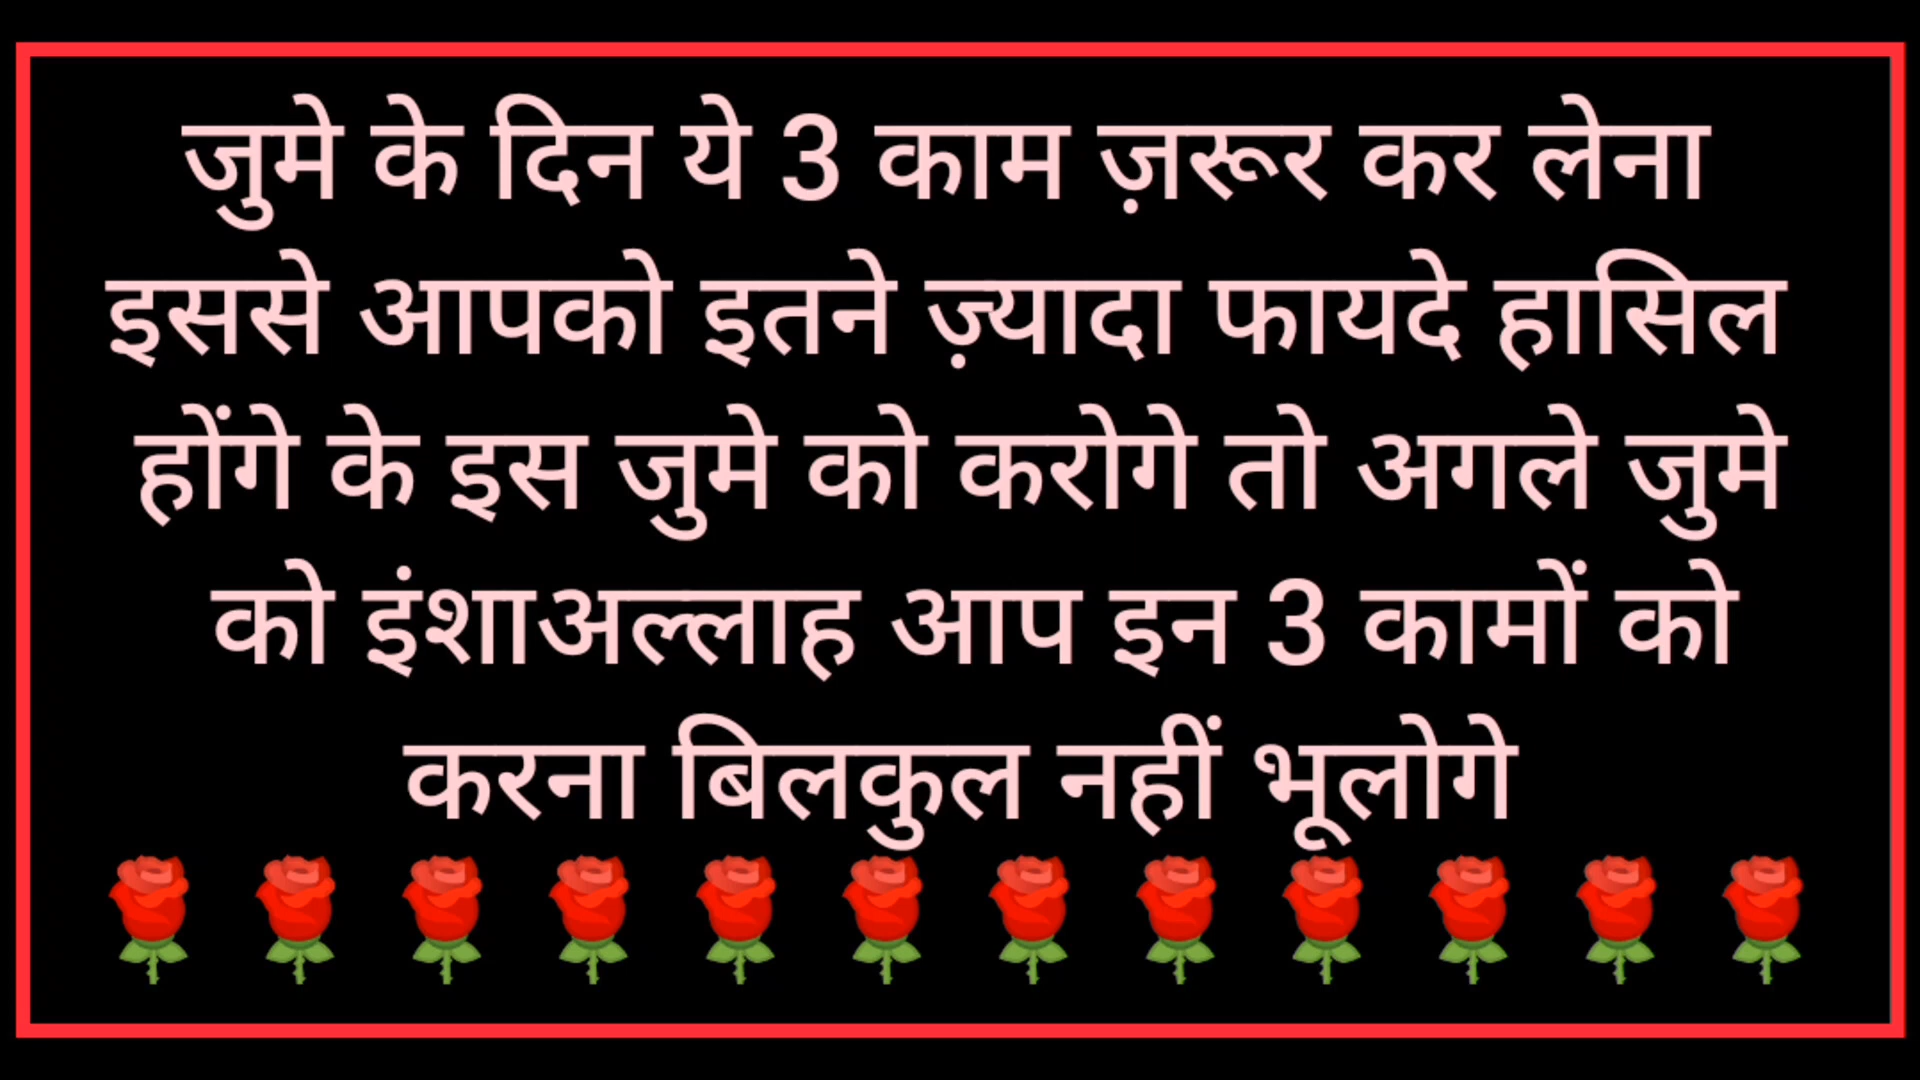 जुमे के दिन ये 3 काम ज़रूर कर लेना
इससे आपको इतने ज़्यादा फायदे हासिल
होंगे के इस जुमे को करोगे तो अगले जुमे
को इंशाअल्लाह आप इन 3 कामों को
करना बिलकुल नहीं भूलोगे